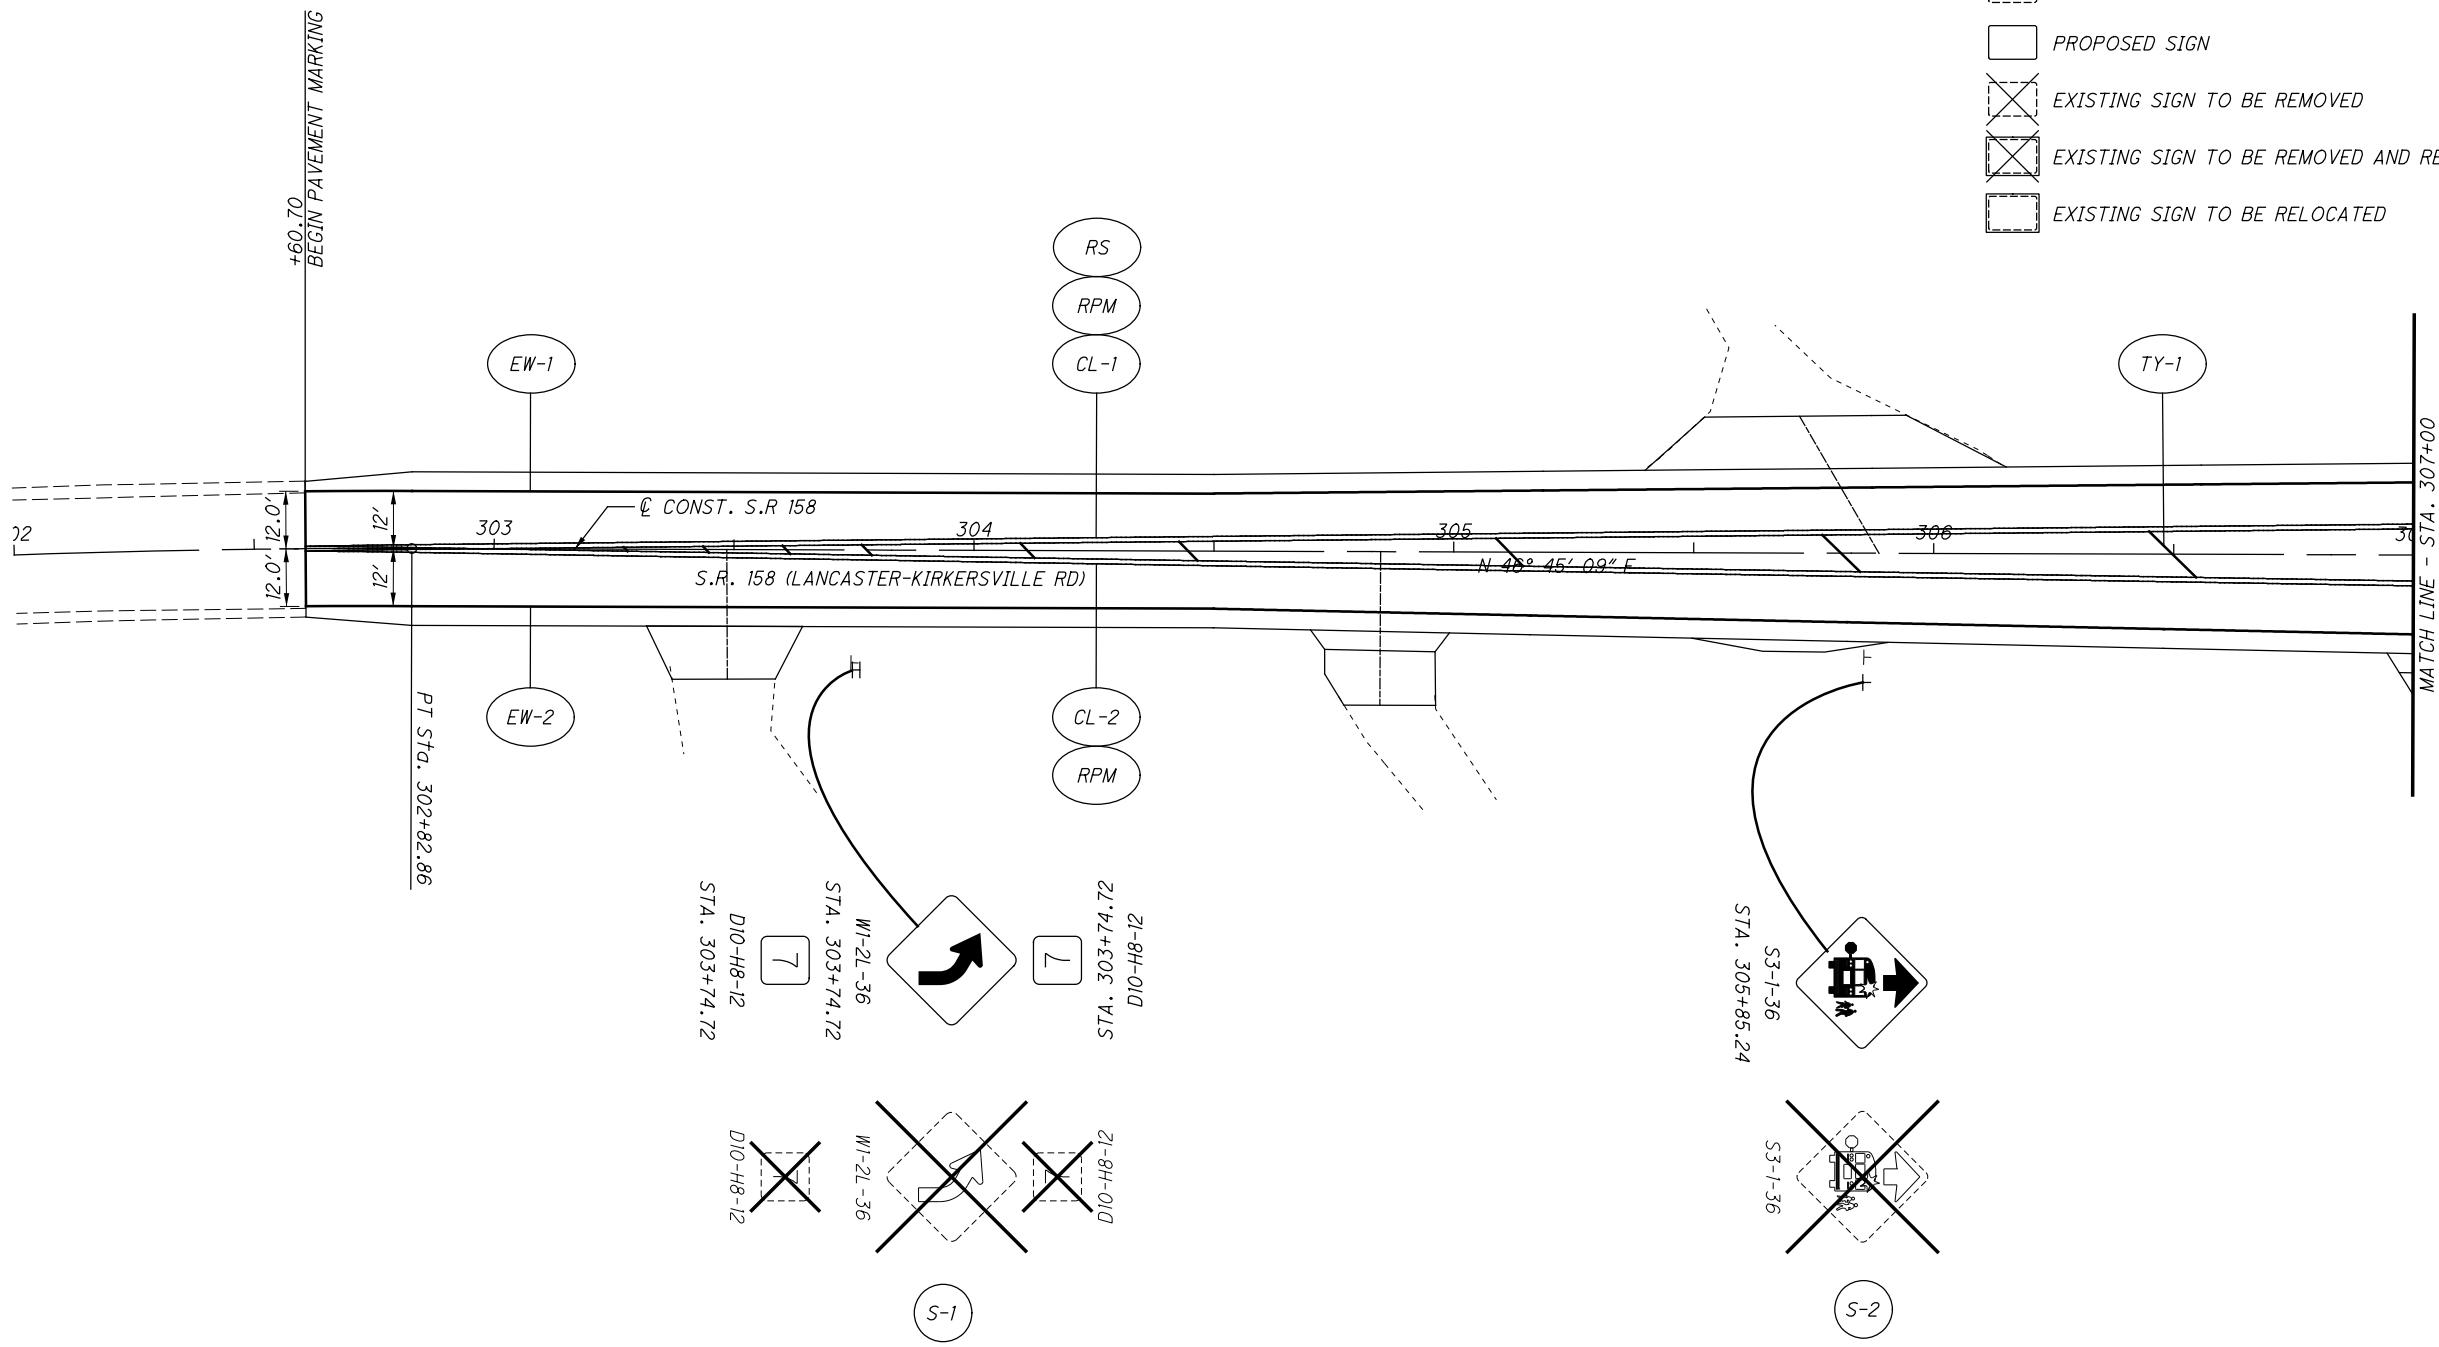 PROPOSED SIGN
EXISTING SIGN TO BE REMOVED
EXISTING SIGN TO BE REMOVED AND RE
EXISTING SIGN TO BE RELOCATED
+60.70
BEGIN PAVEMENT MARKING
RS
RPM
EW-1
CL-1
TY-1
MATCH LINE - STA. 307+00
12.0'
12'
℄ CONST. S.R 158
02
303
304
305
306
30
12.0'
12'
S.R. 158 (LANCASTER-KIRKERSVILLE RD)
N 46° 45' 09" E
EW-2
CL-2
RPM
PT Sta. 302+82.86
D10-H8-12
STA. 303+74.72
7
W1-2L-36
STA. 303+74.72
7
STA. 303+74.72
D10-H8-12
S3-1-36
STA. 305+85.24
D10-H8-12
W1-2L-36
D10-H8-12
S3-1-36
S-1
S-2